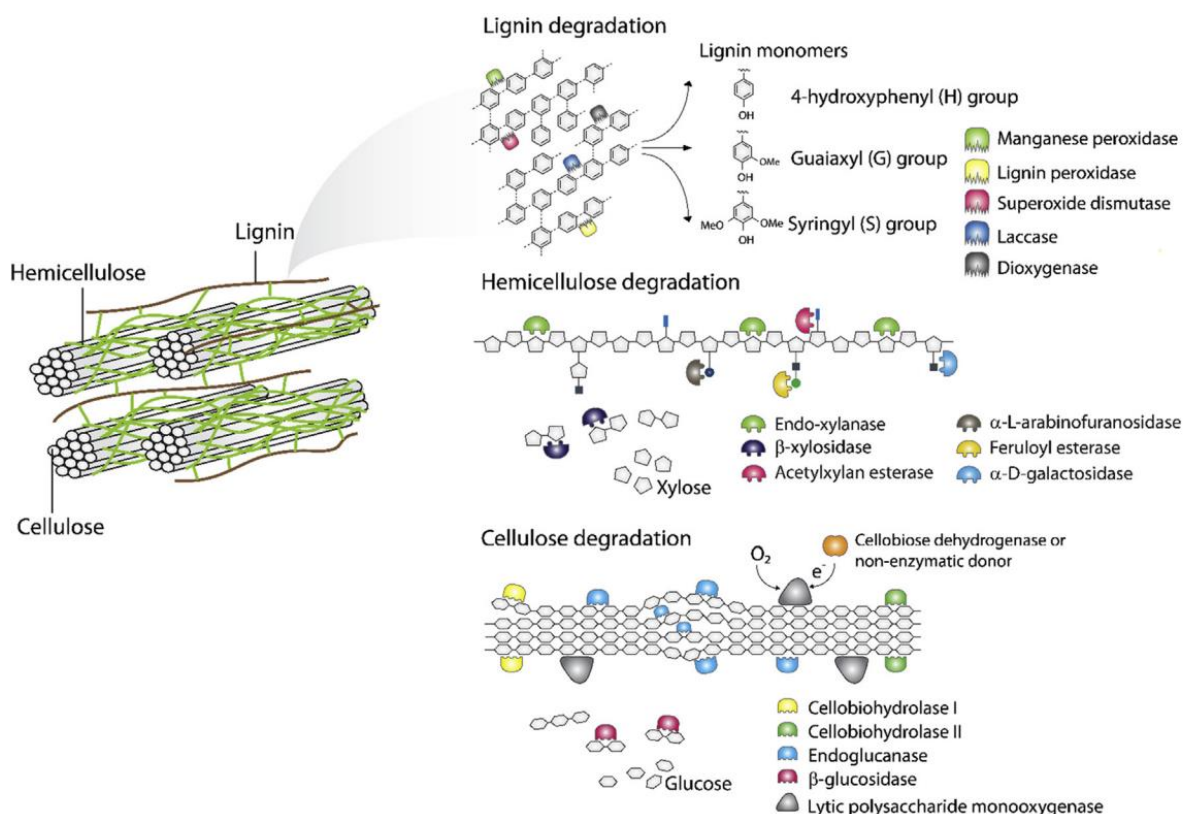 Lignin degradation
Lignin monomers
OH
4-hydroxyphenyl (H) group
OMe
OH
Guaiaxyl (G) group
MeO
OMe
OH
Syringyl (S) group
Manganese peroxidase
Lignin peroxidase
Superoxide dismutase
Laccase
Dioxygenase
Lignin
Hemicellulose
Cellulose
Hemicellulose degradation
Xylose
Endo-xylanase
β-xylosidase
Acetylxylan esterase
α-L-arabinofuranosidase
Feruloyl esterase
α-D-galactosidase
Cellulose degradation
O2
e-
Cellobiose dehydrogenase or
non-enzymatic donor
Glucose
Cellobiohydrolase I
Cellobiohydrolase II
Endoglucanase
β-glucosidase
Lytic polysaccharide monooxygenase